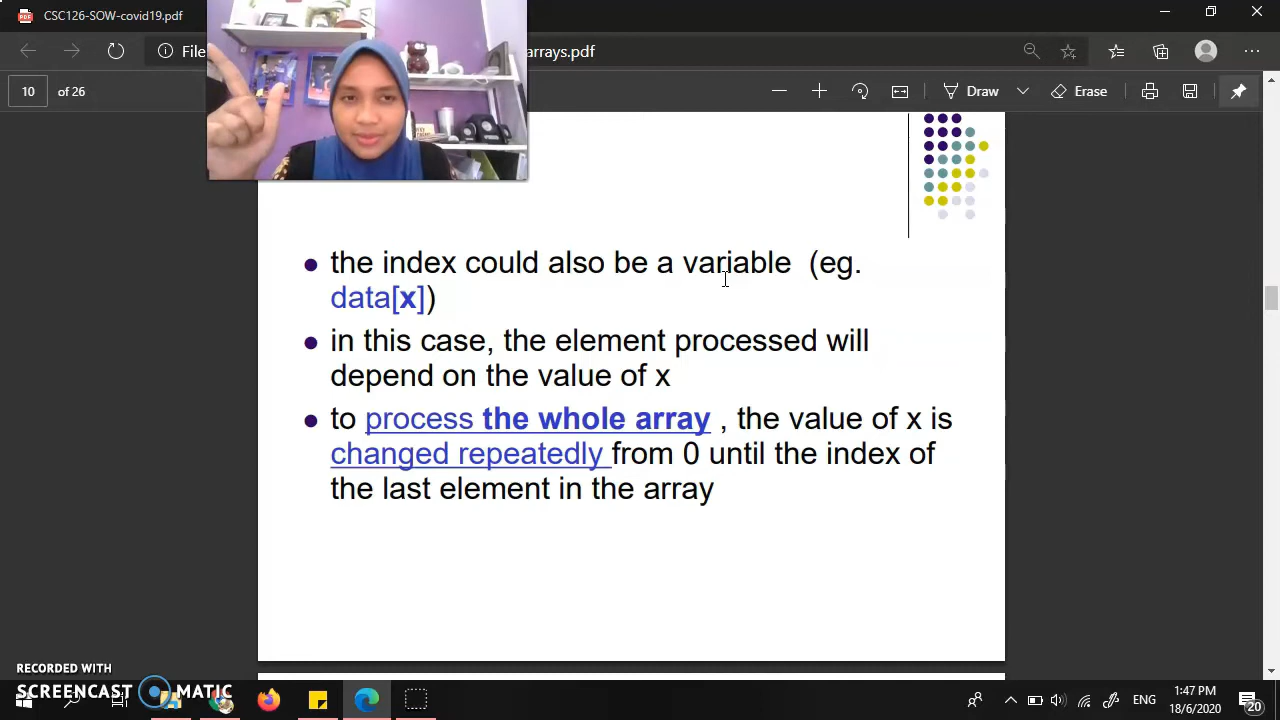 CSC126-SOW-covid19.pdf
File
arrays.pdf
10 of 26
Draw
Erase
the index could also be a variable (eg.
data[x])
in this case, the element processed will
depend on the value of x
to process the whole array , the value of x is
changed repeatedly from 0 until the index of
the last element in the array
RECORDED WITH
SCREENCAST MATIC
ENG
1:47 PM
18/6/2020
20